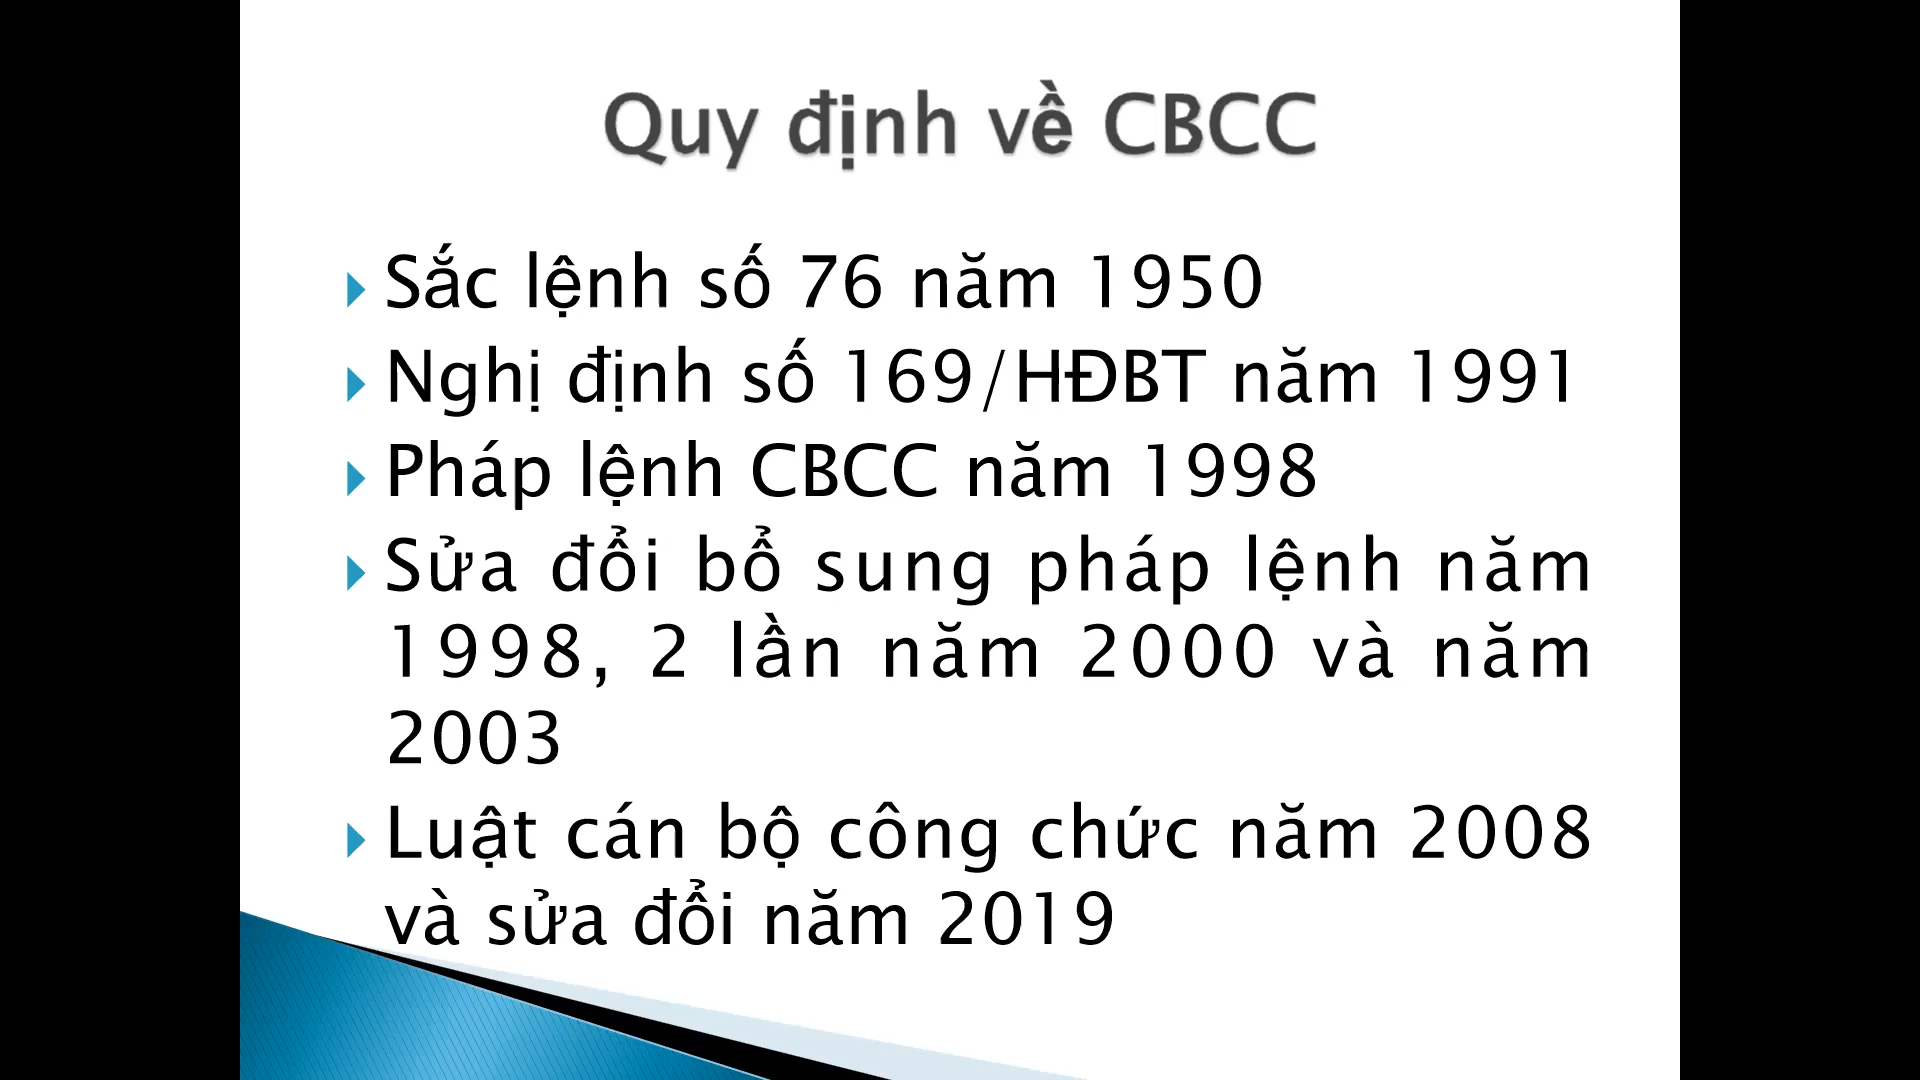 Quy định về CBCC
Sắc lệnh số 76 năm 1950
Nghị định số 169/HĐBT năm 1991
Pháp lệnh CBCC năm 1998
Sửa đổi bổ sung pháp lệnh năm
1998, 2 lần năm 2000 và năm
2003
Luật cán bộ công chức năm 2008
và sửa đổi năm 2019